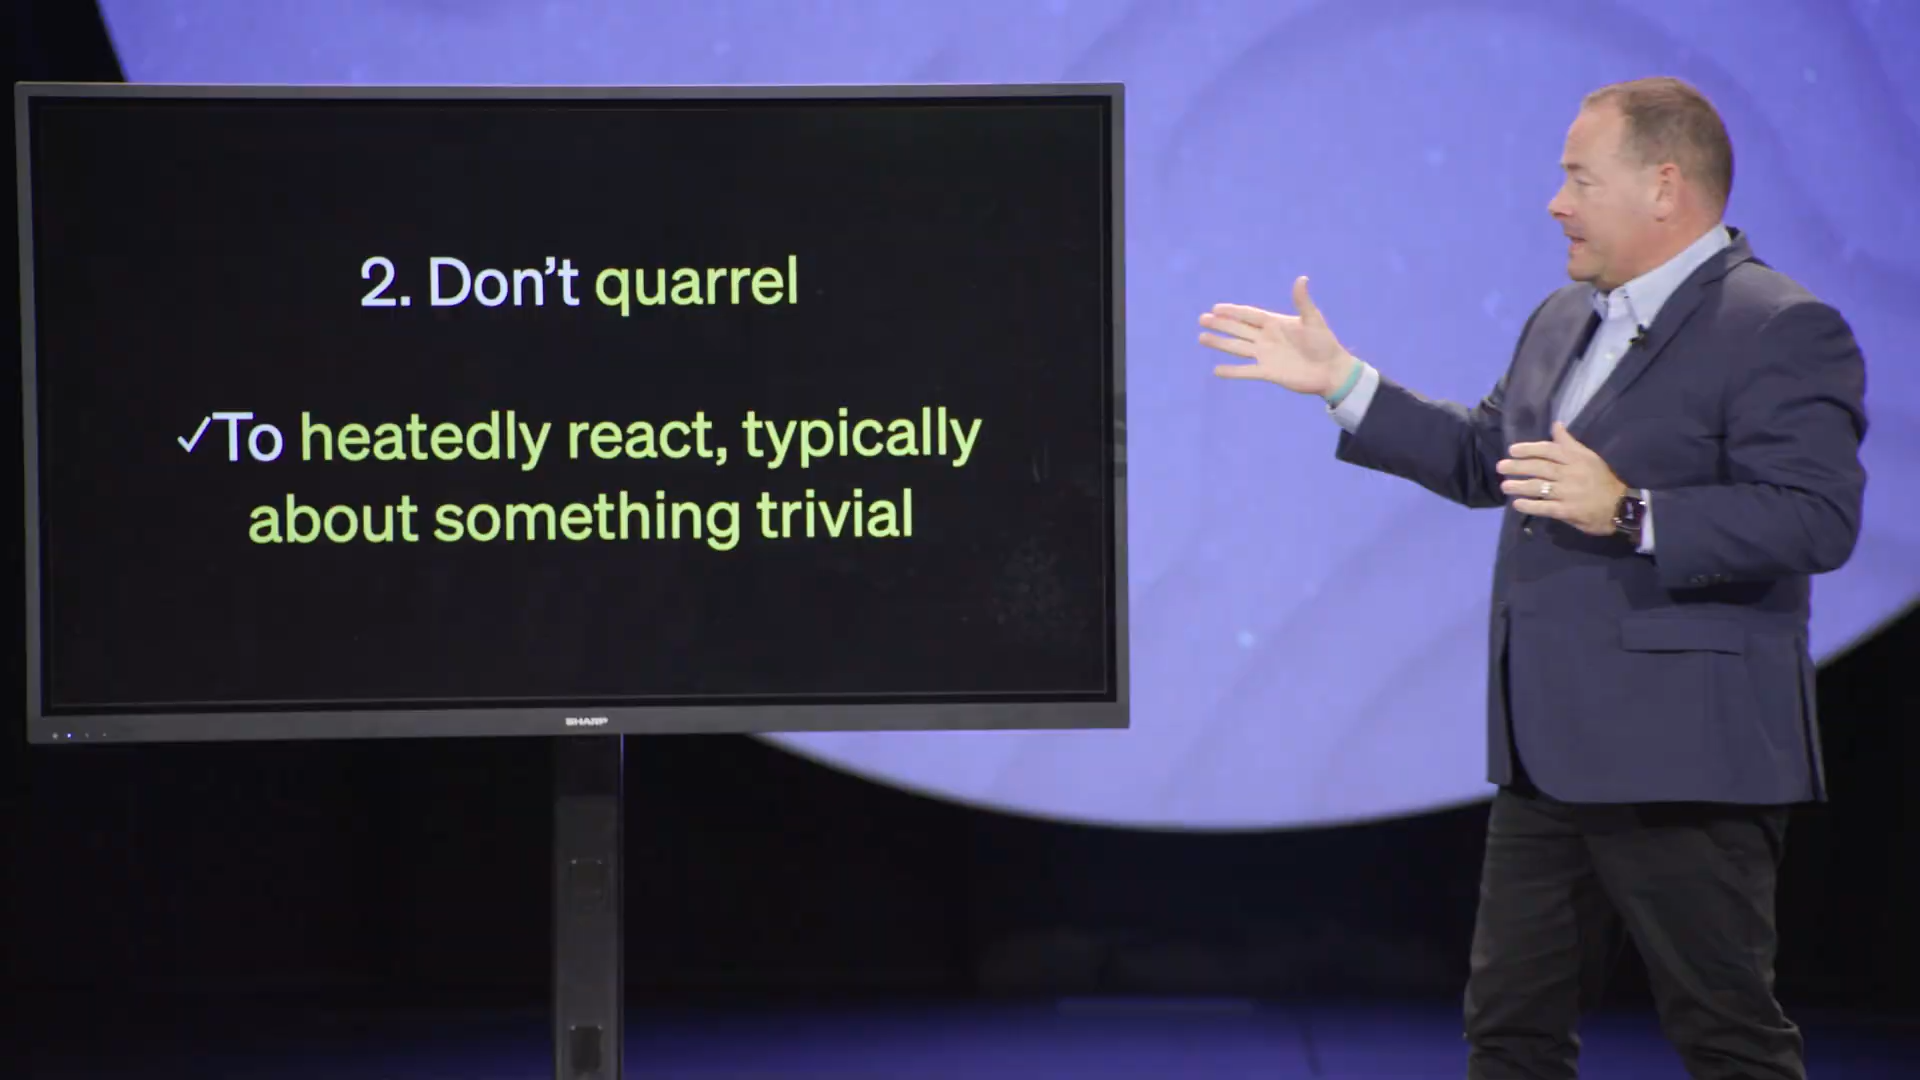 2. Don't quarrel
✓To heatedly react, typically
about something trivial
SHARP